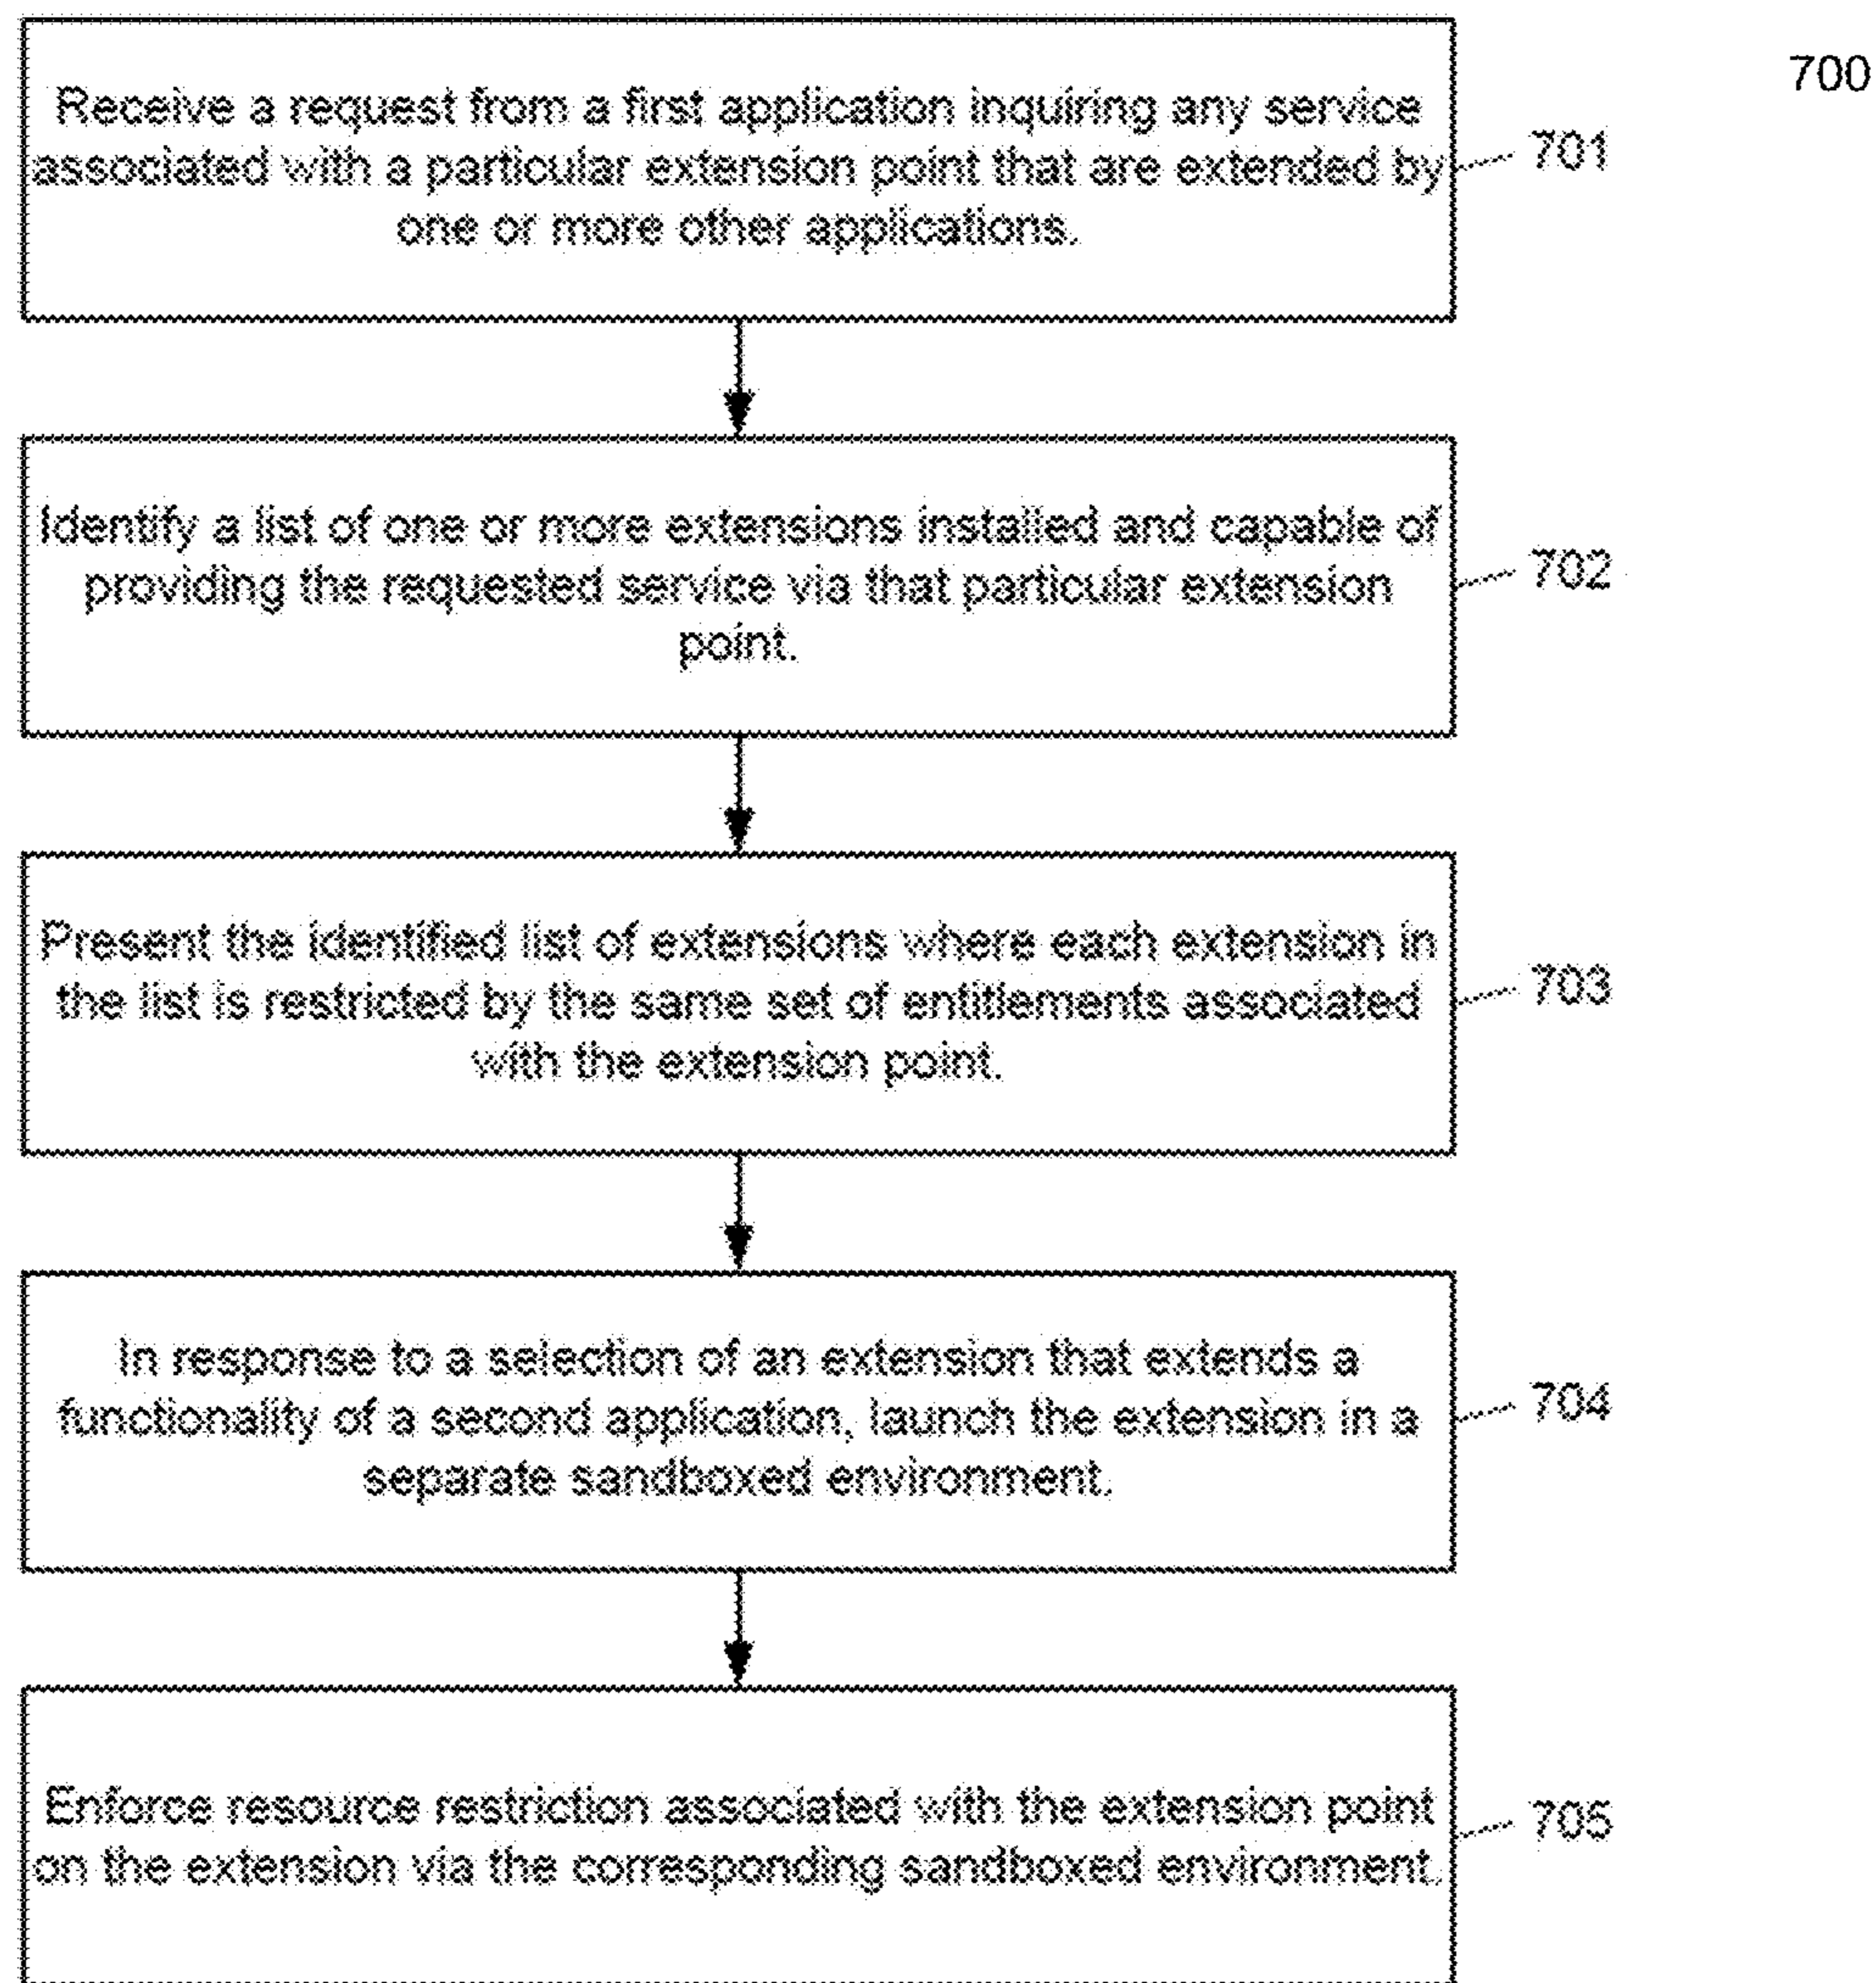 700
Receive a request from a first application inquiring any service
associated with a particular extension point that are extended by
one or more other applications.
701
Identify a list of one or more extensions installed and capable of
providing the requested service via that particular extension
point.
702
Present the identified list of extensions where each extension in
the list is restricted by the same set of entitlements associated
with the extension point.
703
In response to a selection of an extension that extends a
functionality of a second application, launch the extension in a
separate sandboxed environment.
704
Enforce resource restriction associated with the extension point
on the extension via the corresponding sandboxed environment.
705